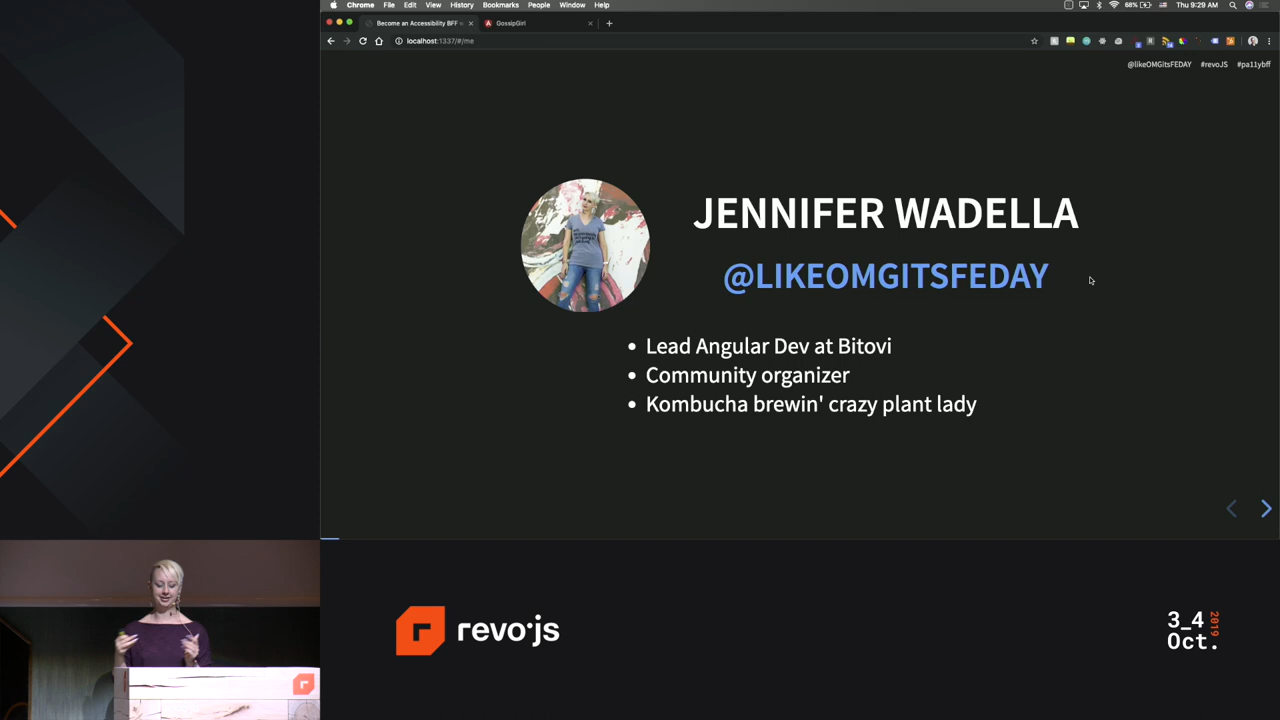 Chrome File Edit View History Bookmarks People Window Help
68%
Thu 9:29 AM
Become an Accessibility BFF
GossipGirl
localhost:1337/#/me
@likeOMGitsFEDAY #revoJS #pa11ybff
JENNIFER WADELLA
@LIKEOMGITSFEDAY
• Lead Angular Dev at Bitovi
• Community organizer
• Kombucha brewin' crazy plant lady
r revo·js
3_4 2019
Oct.